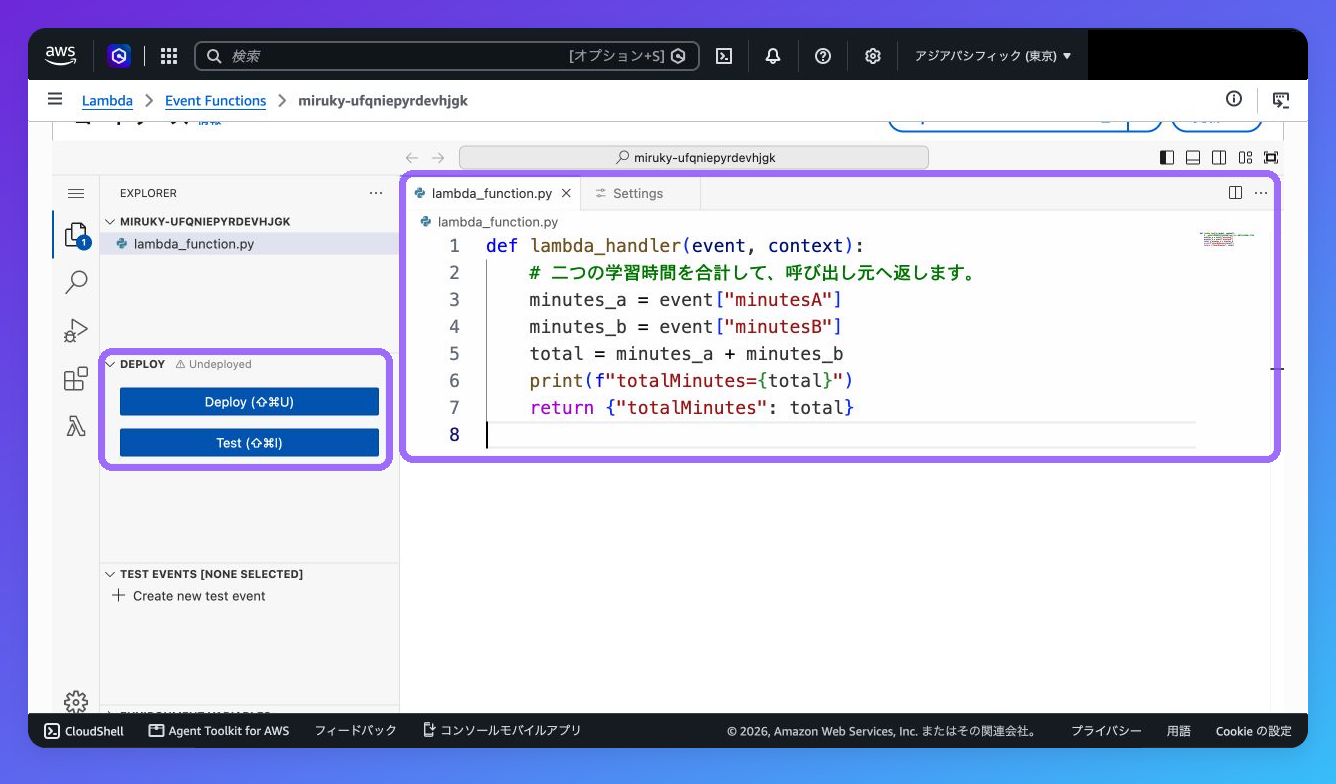 aws
検索
[オプション+S]
アジアパシフィック (東京) ▼
Lambda
Event Functions
miruky-ufqniepyrdevhjgk
情報
miruky-ufqniepyrdevhjgk
EXPLORER
MIRUKY-UFQNIEPYRDEVHJGK
1
lambda_function.py
DEPLOY
Undeployed
Deploy (⇧⌘U)
Test (⇧⌘I)
TEST EVENTS [NONE SELECTED]
Create new test event
lambda_function.py
Settings
lambda_function.py
1 def lambda_handler(event, context):
2 # 二つの学習時間を合計して、呼び出し元へ返します。
3 minutes_a = event["minutesA"]
4 minutes_b = event["minutesB"]
5 total = minutes_a + minutes_b
6 print(f"totalMinutes={total}")
7 return {"totalMinutes": total}
8
CloudShell
Agent Toolkit for AWS
フィードバック
コンソールモバイルアプリ
© 2026, Amazon Web Services, Inc. またはその関連会社。
プライバシー
用語
Cookie の設定